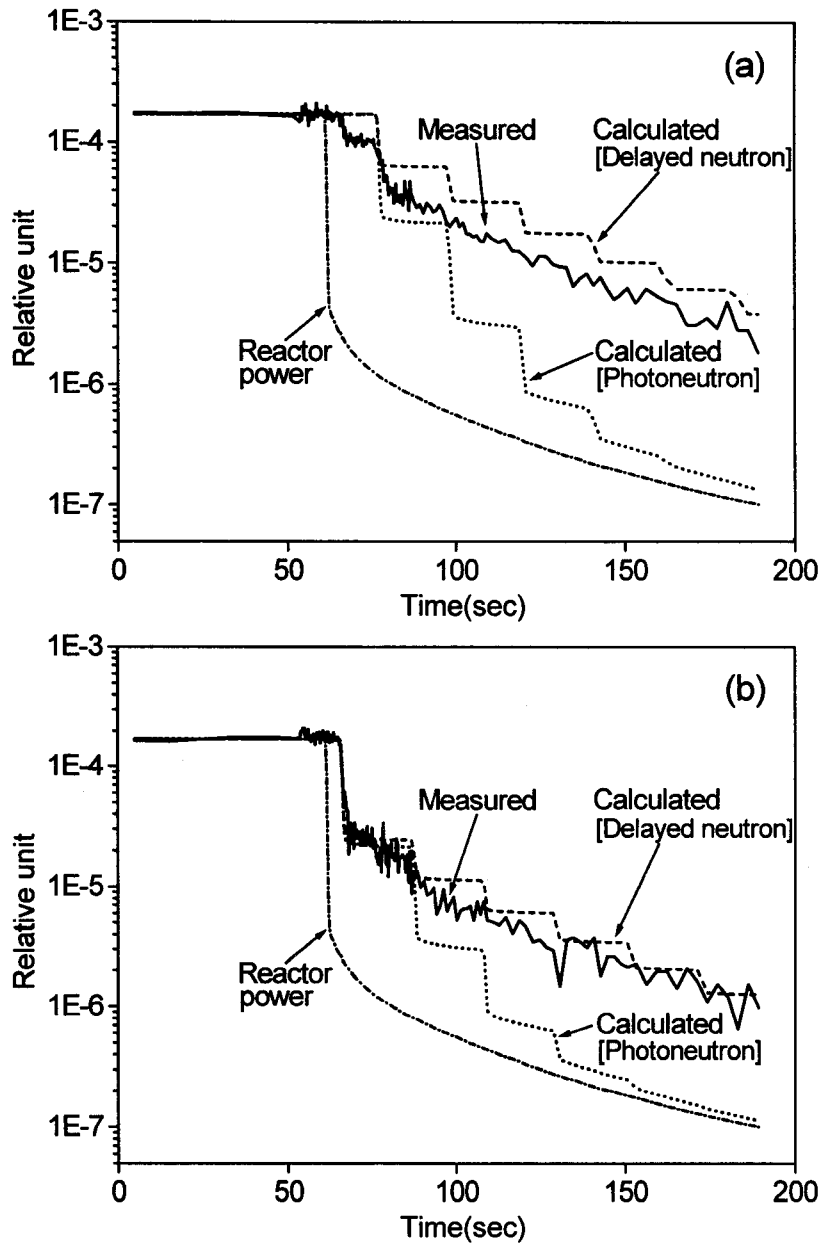 1E-3
(a)
Measured
Calculated
[Delayed neutron]
1E-4
Relative unit
1E-5
Reactor
power
Calculated
[Photoneutron]
1E-6
1E-7
0
50
100
150
200
Time(sec)
1E-3
(b)
Measured
Calculated
[Delayed neutron]
1E-4
Relative unit
1E-5
Reactor
power
1E-6
Calculated
[Photoneutron]
1E-7
0
50
100
150
200
Time(sec)